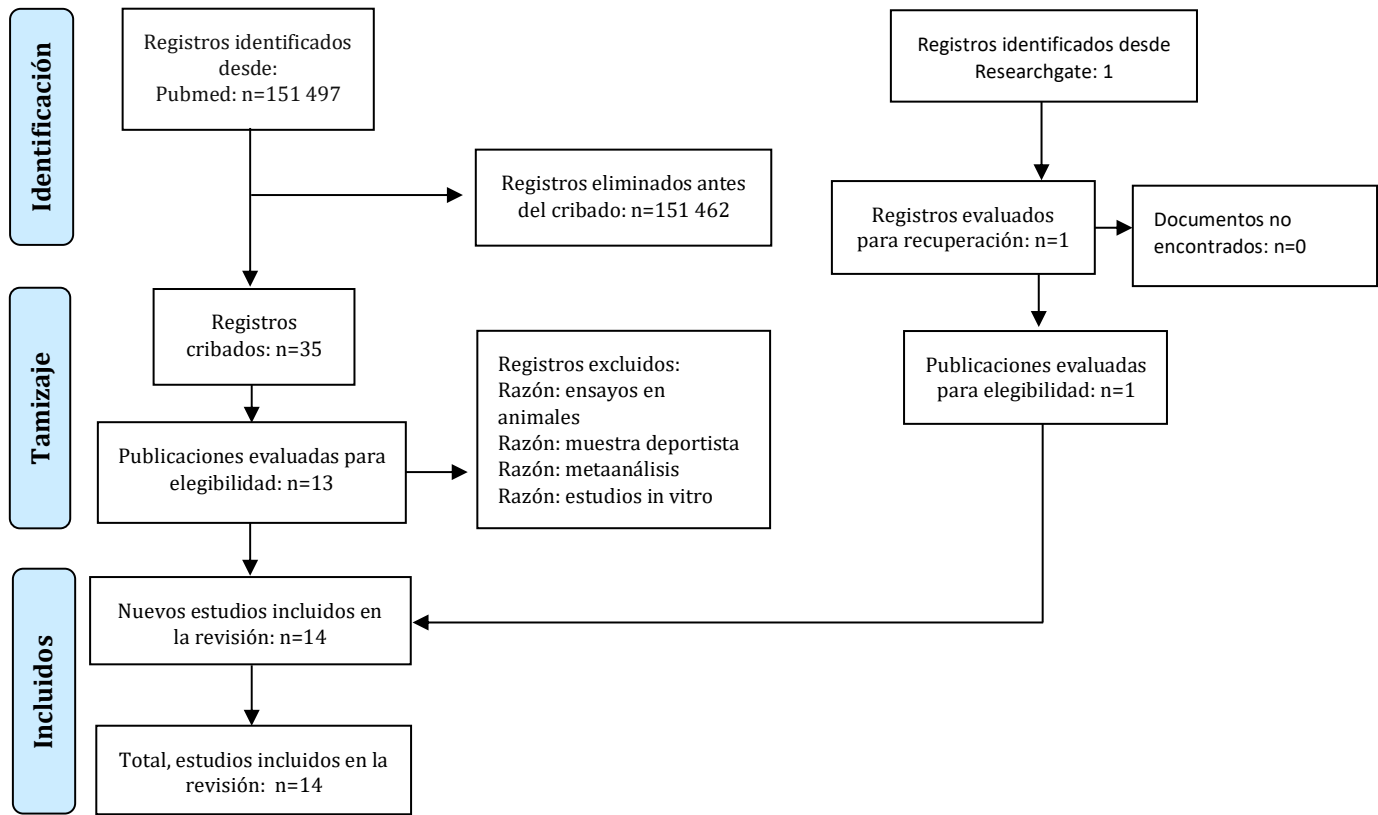 Identificación
Registros identificados
desde:
Pubmed: n=151 497
Registros eliminados antes
del cribado: n=151 462
Registros identificados desde
Researchgate: 1
Registros evaluados
para recuperación: n=1
Documentos no
encontrados: n=0
Tamizaje
Registros
cribados: n=35
Publicaciones evaluadas para
elegibilidad: n=13
Registros excluidos:
Razón: ensayos en
animales
Razón: muestra deportista
Razón: metaanálisis
Razón: estudios in vitro
Publicaciones evaluadas
para elegibilidad: n=1
Incluidos
Nuevos estudios incluidos en
la revisión: n=14
Total, estudios incluidos en la
revisión: n=14